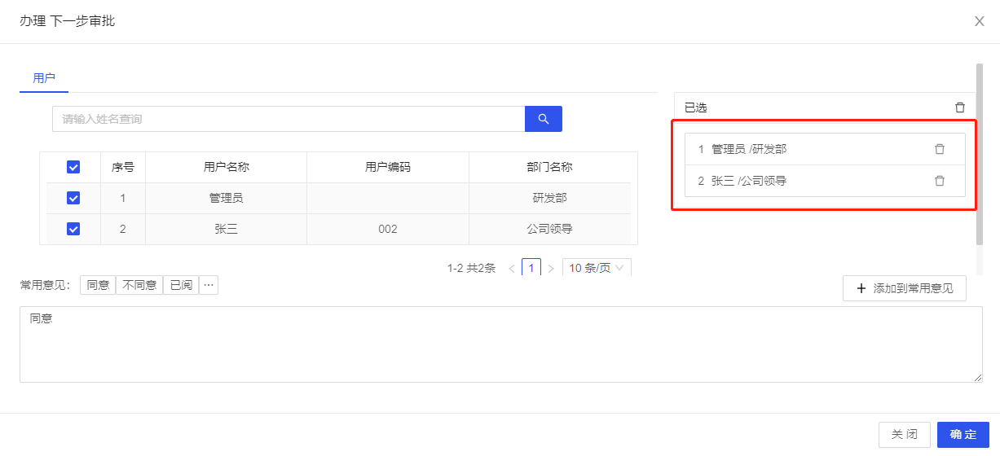 办理 下一步审批
用户
请输入姓名查询
序号 用户名称 用户编码 部门名称
1 管理员 研发部
2 张三 002 公司领导
1-2 共2条 1 10 条/页
已选
1 管理员 /研发部
2 张三 /公司领导
常用意见： 同意 不同意 已阅 ···
添加到常用意见
同意
关 闭 确 定